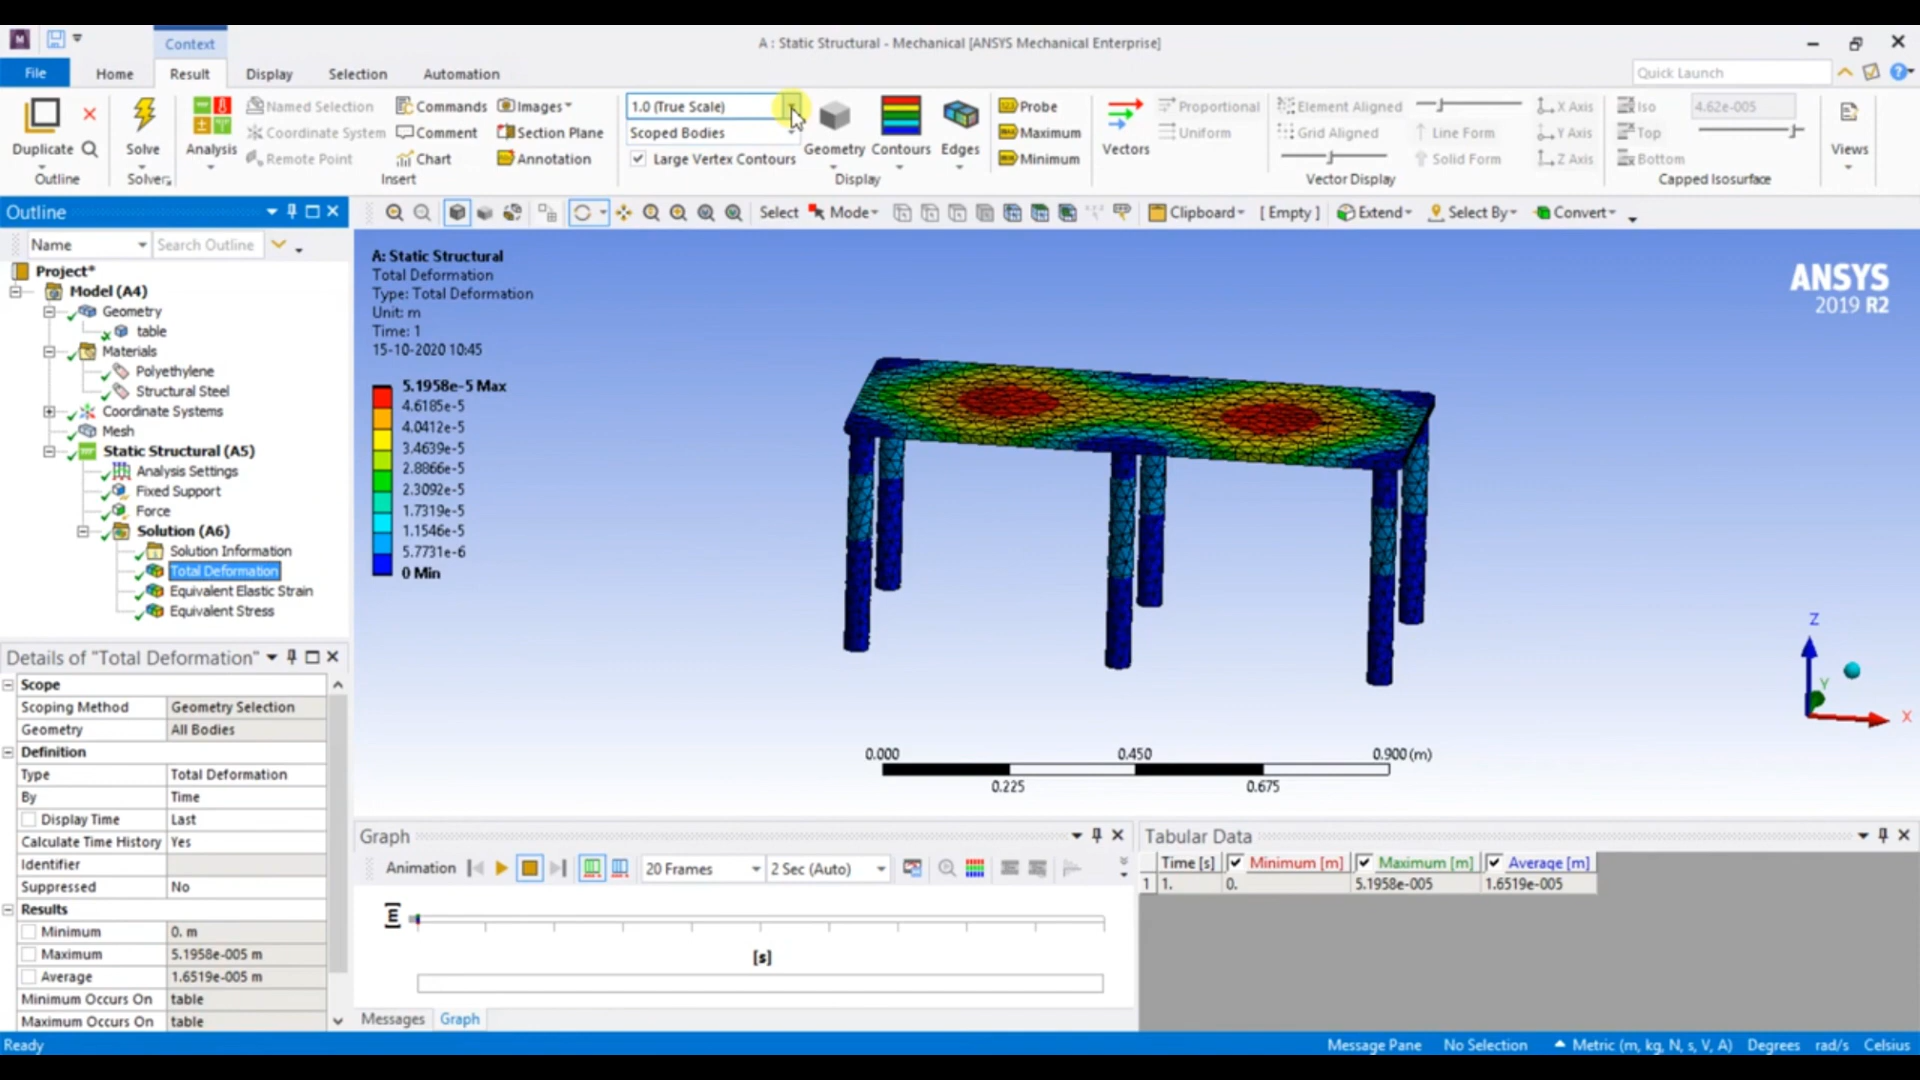 Context
A : Static Structural - Mechanical [ANSYS Mechanical Enterprise]
File
Home
Result
Display
Selection
Automation
Quick Launch
Duplicate
Outline
Solve
Solver
Analysis
Named Selection
Coordinate System
Remote Point
Commands
Comment
Chart
Images
Section Plane
Annotation
Insert
1.0 (True Scale)
Scoped Bodies
Large Vertex Contours
Geometry
Contours
Edges
Display
Probe
Maximum
Minimum
Vectors
Proportional
Uniform
Element Aligned
Grid Aligned
Line Form
Solid Form
X Axis
Y Axis
Z Axis
Vector Display
Iso
Top
Bottom
4.62e-005
Capped Isosurface
Views
Outline
Select
Mode
Clipboard
[ Empty ]
Extend
Select By
Convert
Name
Search Outline
Project*
Model (A4)
Geometry
table
Materials
Polyethylene
Structural Steel
Coordinate Systems
Mesh
Static Structural (A5)
Analysis Settings
Fixed Support
Force
Solution (A6)
Solution Information
Total Deformation
Equivalent Elastic Strain
Equivalent Stress
A: Static Structural
Total Deformation
Type: Total Deformation
Unit: m
Time: 1
15-10-2020 10:45
5.1958e-5 Max
4.6185e-5
4.0412e-5
3.4639e-5
2.8866e-5
2.3092e-5
1.7319e-5
1.1546e-5
5.7731e-6
0 Min
ANSYS
2019 R2
Z
Y
X
0.000
0.450
0.900 (m)
0.225
0.675
Details of "Total Deformation"
Scope
Scoping Method Geometry Selection
Geometry All Bodies
Definition
Type Total Deformation
By Time
Display Time Last
Calculate Time History Yes
Identifier
Suppressed No
Results
Minimum 0. m
Maximum 5.1958e-005 m
Average 1.6519e-005 m
Minimum Occurs On table
Maximum Occurs On table
Graph
Animation
20 Frames
2 Sec (Auto)
[m]
[s]
Messages
Graph
Tabular Data
Time [s] Minimum [m] Maximum [m] Average [m]
1 1. 0. 5.1958e-005 1.6519e-005
Ready
Message Pane
No Selection
Metric (m, kg, N, s, V, A)
Degrees
rad/s
Celsius